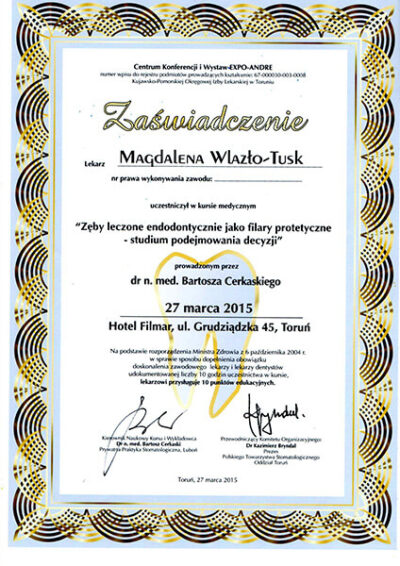 Centrum Konferencji i Wystaw-EXPO-ANDRE
numer wpisu do rejestru podmiotów prowadzących kształcenie: 67-000030-003-0008
Kujawsko-Pomorskiej Okręgowej Izby Lekarskiej w Toruniu
Zaświadczenie
Lekarz Magdalena Wlazło-Tusk
nr prawa wykonywania zawodu:
uczestniczył w kursie medycznym
"Zęby leczone endodontycznie jako filary protetyczne
- studium podejmowania decyzji"
prowadzonym przez
dr n. med. Bartosza Cerkaskiego
27 marca 2015
Hotel Filmar, ul. Grudziądzka 45, Toruń
Na podstawie rozporządzenia Ministra Zdrowia z 6 października 2004 r.
w sprawie sposobu dopełnienia obowiązku
doskonalenia zawodowego lekarzy i lekarzy dentystów
udokumentowanej liczby 10 godzin uczestnictwa w kursie,
lekarzowi przysługuje 10 punktów edukacyjnych.
Kierownik Naukowy Kursu i Wykładowca
Dr n. med. Bartosz Cerkaski
Prywatna Praktyka Stomatologiczna, Luboń
Przewodniczący Komitetu Organizacyjnego
Dr Kazimierz Bryndal
Prezes
Polskiego Towarzystwa Stomatologicznego
Oddział Toruń
Toruń, 27 marca 2015